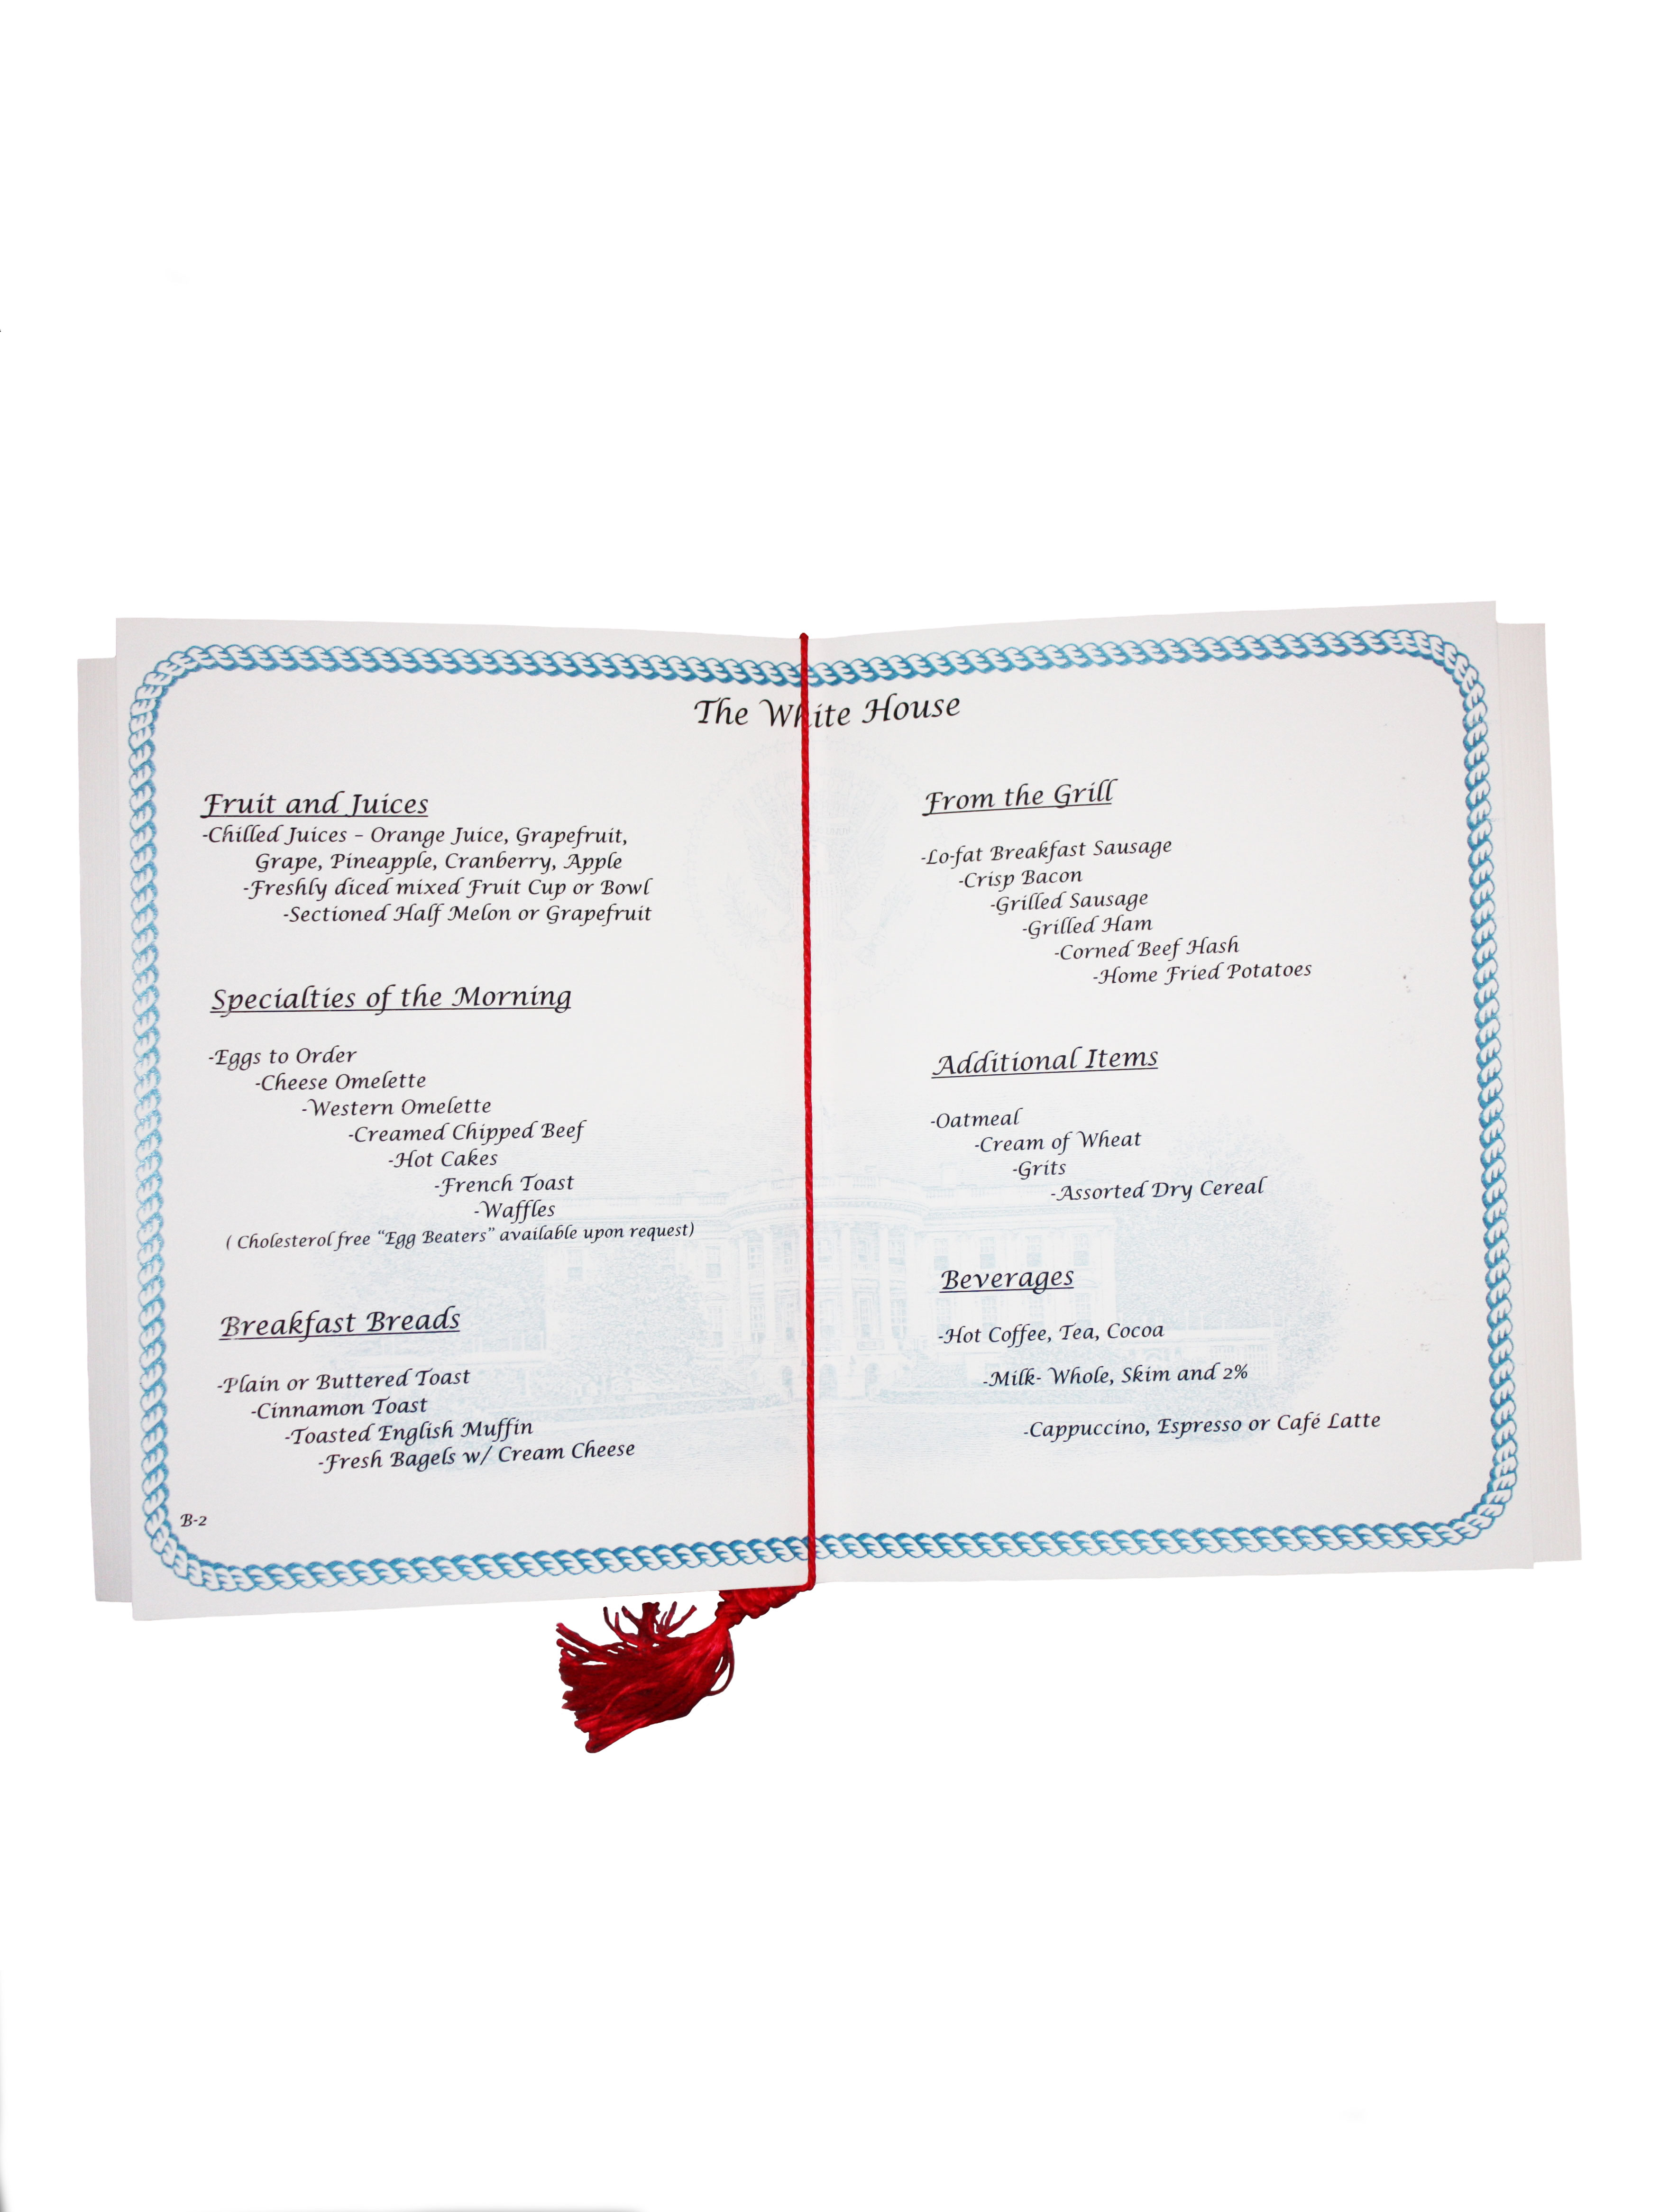 The White House
Fruit and Juices
-Chilled Juices – Orange Juice, Grapefruit,
Grape, Pineapple, Cranberry, Apple
-Freshly diced mixed Fruit Cup or Bowl
-Sectioned Half Melon or Grapefruit
Specialties of the Morning
-Eggs to Order
-Cheese Omelette
-Western Omelette
-Creamed Chipped Beef
-Hot Cakes
-French Toast
-Waffles
( Cholesterol free “Egg Beaters” available upon request)
Breakfast Breads
-Plain or Buttered Toast
-Cinnamon Toast
-Toasted English Muffin
-Fresh Bagels w/ Cream Cheese
B-2
From the Grill
-Lo-fat Breakfast Sausage
-Crisp Bacon
-Grilled Sausage
-Grilled Ham
-Corned Beef Hash
-Home Fried Potatoes
Additional Items
-Oatmeal
-Cream of Wheat
-Grits
-Assorted Dry Cereal
Beverages
-Hot Coffee, Tea, Cocoa
-Milk- Whole, Skim and 2%
-Cappuccino, Espresso or Café Latte